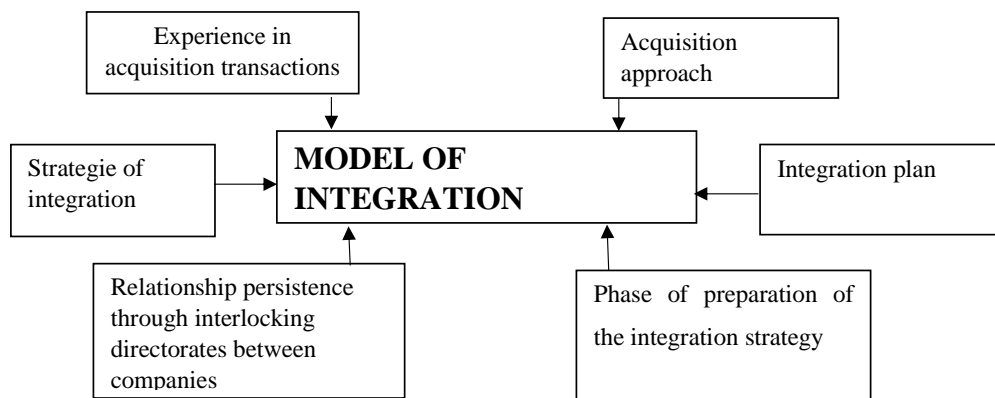 Experience in
acquisition transactions
Acquisition
approach
Strategie of
integration
MODEL OF
INTEGRATION
Integration plan
Relationship persistence
through interlocking
directorates between
companies
Phase of preparation of
the integration strategy